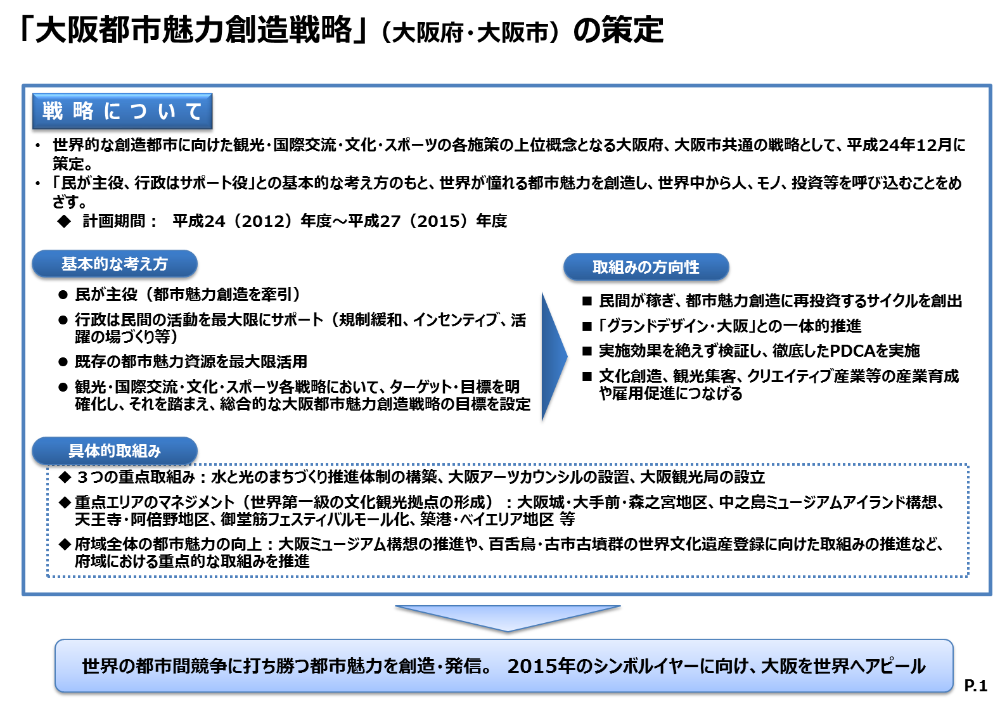 「大阪都市魅力創造戦略」（大阪府・大阪市）の策定
戦略について
・ 世界的な創造都市に向けた観光・国際交流・文化・スポーツの各施策の上位概念となる大阪府、大阪市共通の戦略として、平成24年12月に
策定。
・ 「民が主役、行政はサポート役」との基本的な考え方のもと、世界が憧れる都市魅力を創造し、世界中から人、モノ、投資等を呼び込むことをめ
ざす。
◆ 計画期間： 平成24（2012）年度～平成27（2015）年度
基本的な考え方
● 民が主役（都市魅力創造を牽引）
● 行政は民間の活動を最大限にサポート（規制緩和、インセンティブ、活
躍の場づくり等）
● 既存の都市魅力資源を最大限活用
● 観光・国際交流・文化・スポーツ各戦略において、ターゲット・目標を明
確化し、それを踏まえ、総合的な大阪都市魅力創造戦略の目標を設定
取組みの方向性
■ 民間が稼ぎ、都市魅力創造に再投資するサイクルを創出
■ 「グランドデザイン・大阪」との一体的推進
■ 実施効果を絶えず検証し、徹底したPDCAを実施
■ 文化創造、観光集客、クリエイティブ産業等の産業育成
や雇用促進につなげる
具体的取組み
◆ ３つの重点取組み：水と光のまちづくり推進体制の構築、大阪アーツカウンシルの設置、大阪観光局の設立
◆ 重点エリアのマネジメント（世界第一級の文化観光拠点の形成）：大阪城・大手前・森之宮地区、中之島ミュージアムアイランド構想、
天王寺・阿倍野地区、御堂筋フェスティバルモール化、築港・ベイエリア地区 等
◆ 府域全体の都市魅力の向上：大阪ミュージアム構想の推進や、百舌鳥・古市古墳群の世界文化遺産登録に向けた取組みの推進など、
府域における重点的な取組みを推進
世界の都市間競争に打ち勝つ都市魅力を創造・発信。 2015年のシンボルイヤーに向け、大阪を世界へアピール
P.1